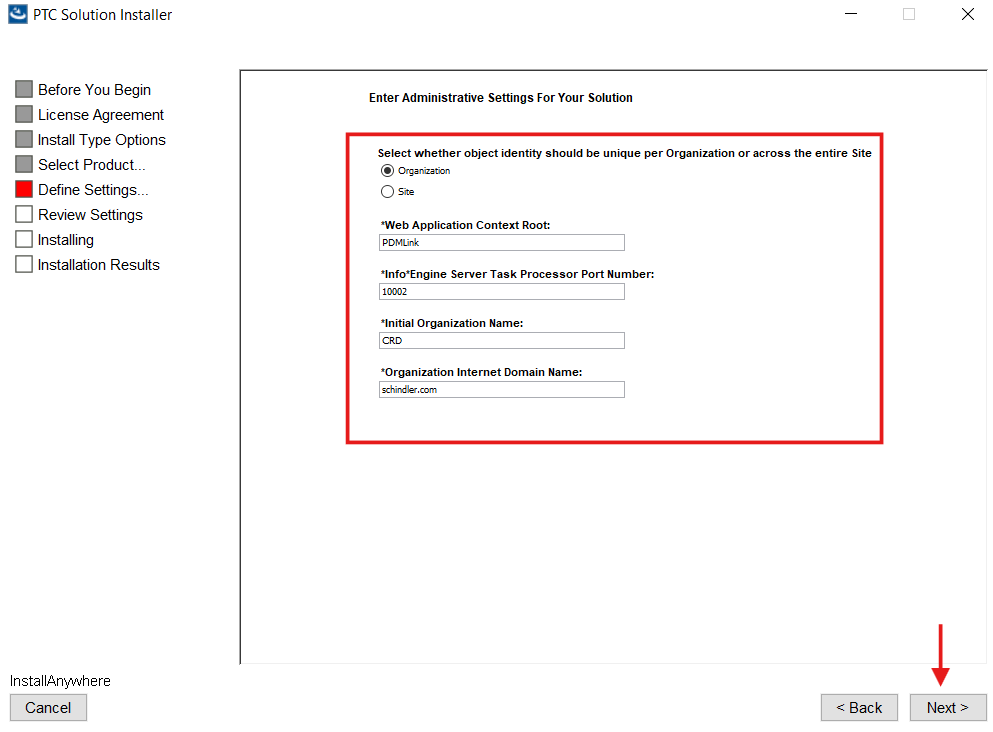 PTC Solution Installer
Before You Begin
License Agreement
Install Type Options
Select Product...
Define Settings...
Review Settings
Installing
Installation Results
Enter Administrative Settings For Your Solution
Select whether object identity should be unique per Organization or across the entire Site
Organization
Site
*Web Application Context Root:
PDMLink
*Info*Engine Server Task Processor Port Number:
10002
*Initial Organization Name:
CRD
*Organization Internet Domain Name:
schindler.com
InstallAnywhere
Cancel
< Back
Next >